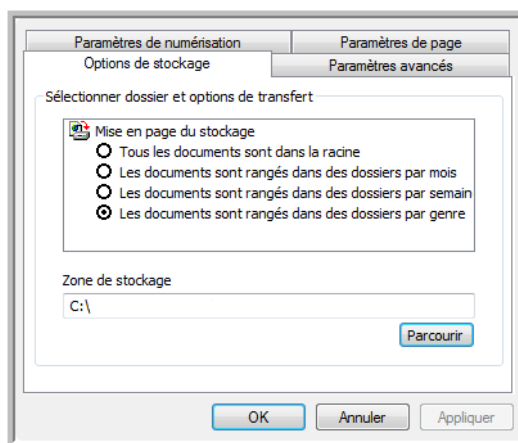 Paramètres de numérisation
Paramètres de page
Options de stockage
Paramètres avancés
Sélectionner dossier et options de transfert
Mise en page du stockage
Tous les documents sont dans la racine
Les documents sont rangés dans des dossiers par mois
Les documents sont rangés dans des dossiers par semain
Les documents sont rangés dans des dossiers par genre
Zone de stockage
C:\
Parcourir
OK
Annuler
Appliquer